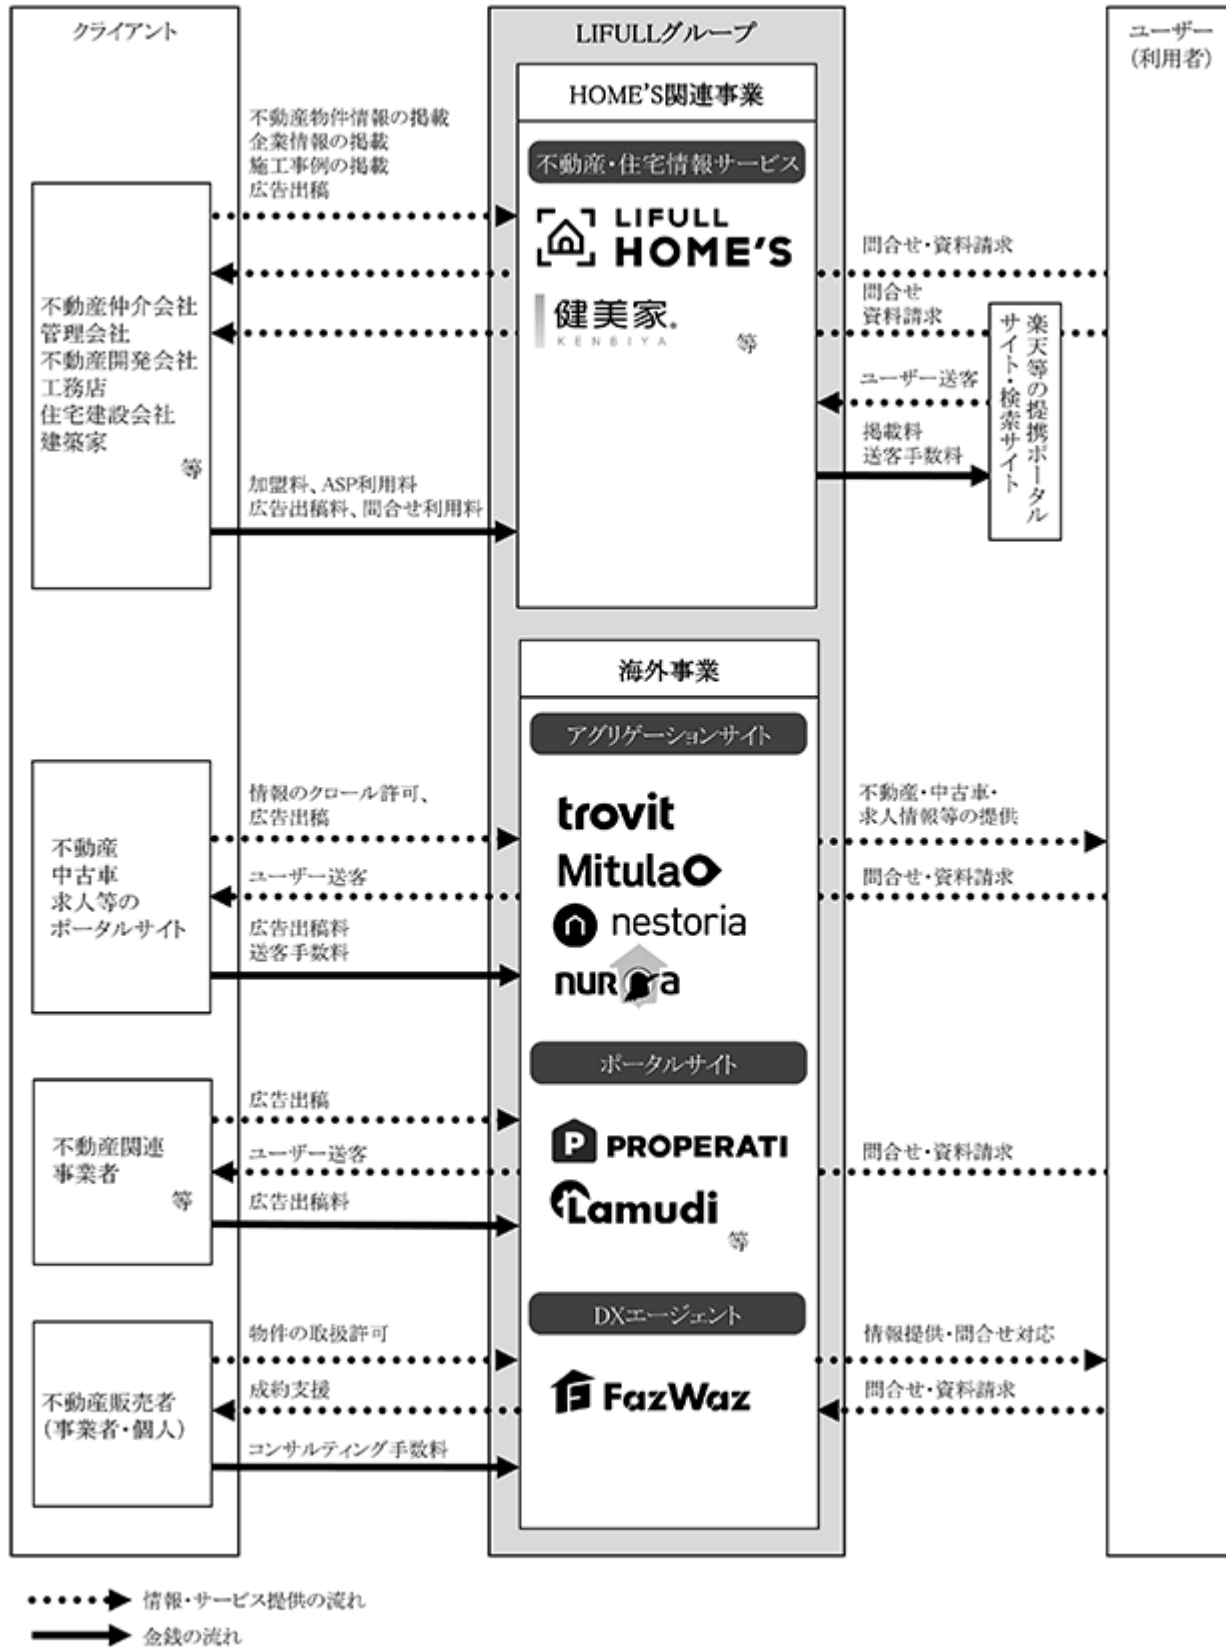 クライアント
LIFULLグループ
ユーザー
(利用者)
HOME'S関連事業
不動産・住宅情報サービス
LIFULL
HOME'S
健美家®
KENBIYA
等
不動産物件情報の掲載
企業情報の掲載
施工事例の掲載
広告出稿
不動産仲介会社
管理会社
不動産開発会社
工務店
住宅建設会社
建築家
等
加盟料、ASP利用料
広告出稿料、問合せ利用料
問合せ・資料請求
問合せ
資料請求
ユーザー送客
掲載料
送客手数料
楽天等の提携ポータル
サイト・検索サイト
海外事業
アグリゲーションサイト
trovit
Mitula
nestoria
nuroa
不動産
中古車
求人等の
ポータルサイト
情報のクロール許可、
広告出稿
ユーザー送客
広告出稿料
送客手数料
不動産・中古車・
求人情報等の提供
問合せ・資料請求
ポータルサイト
PROPERATI
Lamudi
等
不動産関連
事業者
等
広告出稿
ユーザー送客
広告出稿料
問合せ・資料請求
DXエージェント
FazWaz
不動産販売者
(事業者・個人)
物件の取扱許可
成約支援
コンサルティング手数料
情報提供・問合せ対応
問合せ・資料請求
情報・サービス提供の流れ
金銭の流れ